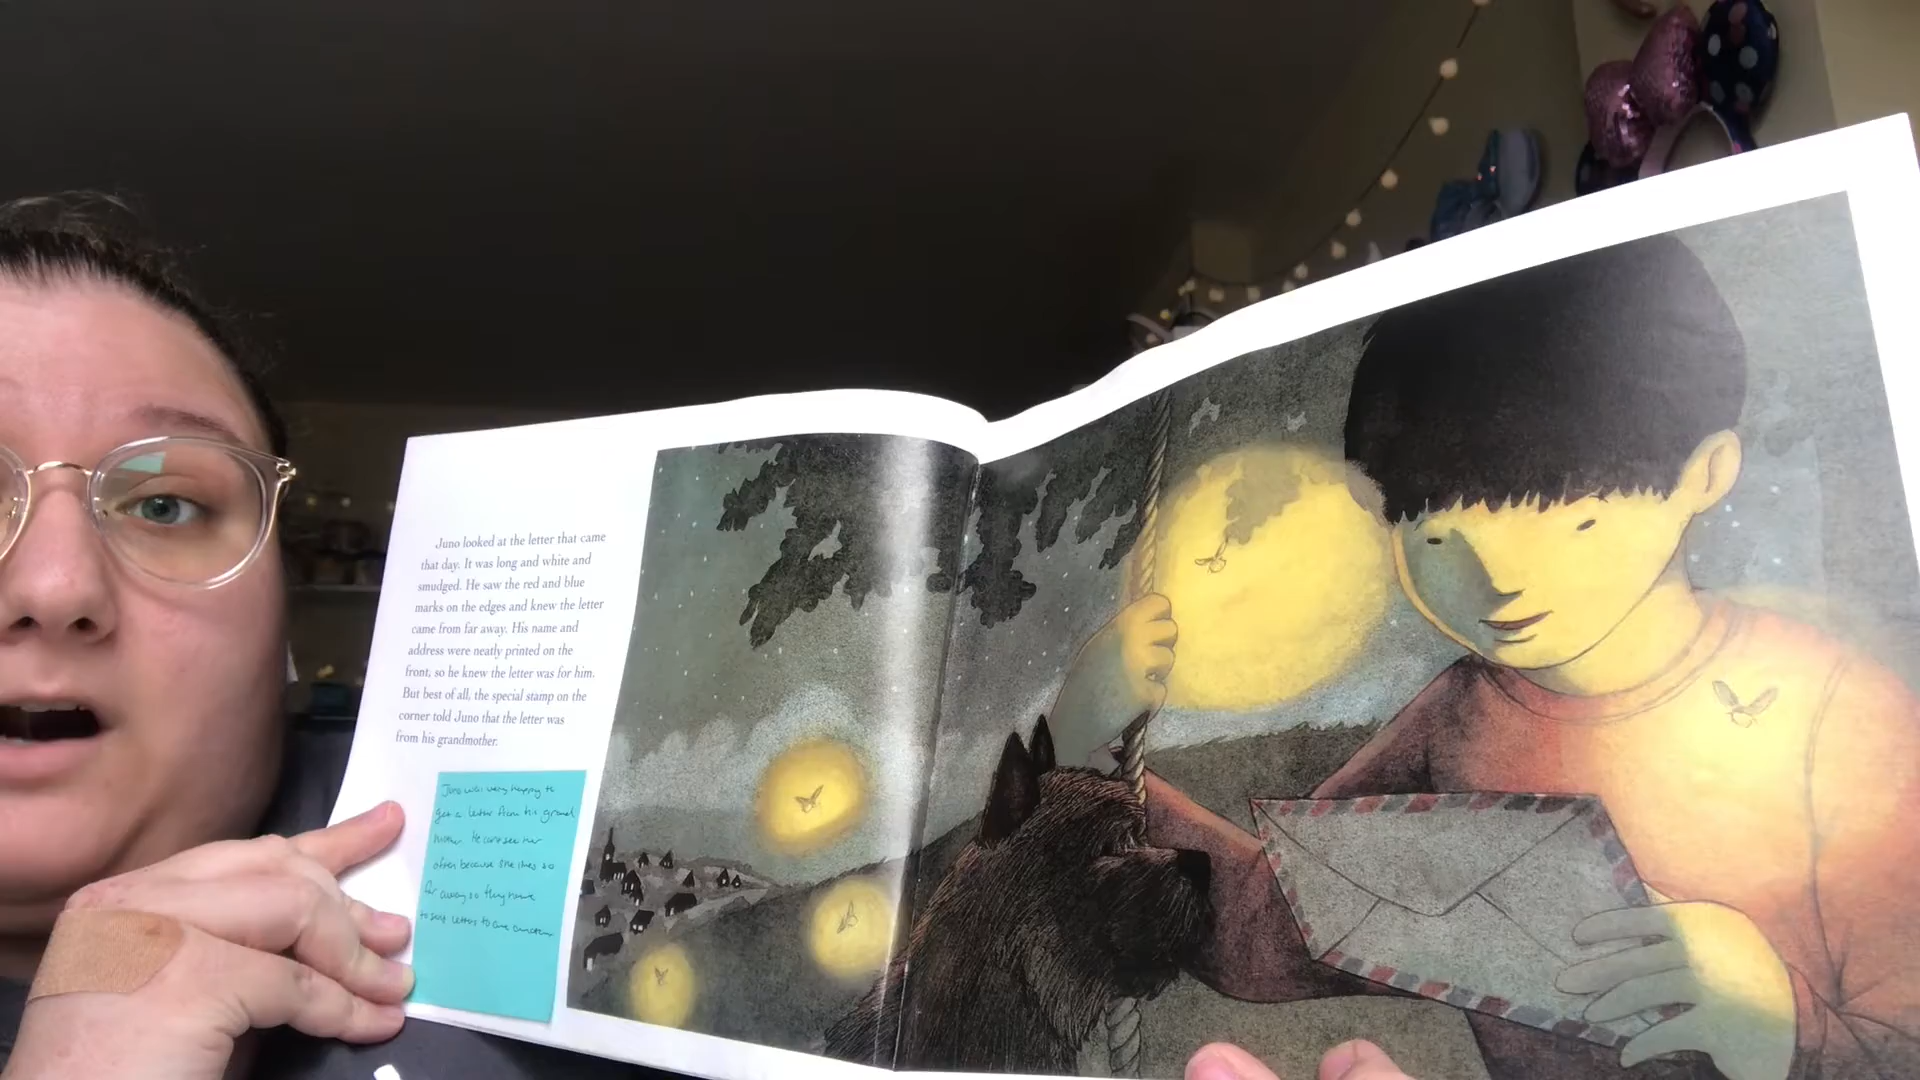 Juno looked at the letter that came
that day. It was long and white and
smudged. He saw the red and blue
marks on the edges and knew the letter
came from far away. His name and
address were neatly printed on the
front, so he knew the letter was for him.
But best of all, the special stamp on the
corner told Juno that the letter was
from his grandmother.
Juno was very happy to
get a letter from his grand
mother. He cant see her
often because she lives so
far away so they have
to send letters to one another